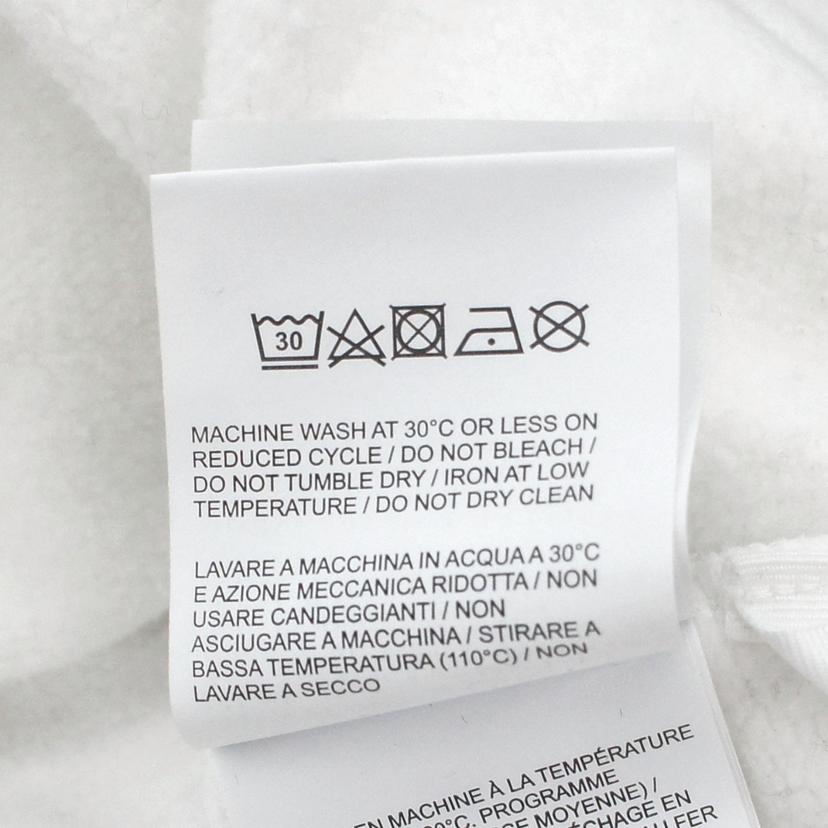 30
MACHINE WASH AT 30°C OR LESS ON
REDUCED CYCLE / DO NOT BLEACH /
DO NOT TUMBLE DRY / IRON AT LOW
TEMPERATURE / DO NOT DRY CLEAN
LAVARE A MACCHINA IN ACQUA A 30°C
E AZIONE MECCANICA RIDOTTA / NON
USARE CANDEGGIANTI / NON
ASCIUGARE A MACCHINA / STIRARE A
BASSA TEMPERATURA (110°C) / NON
LAVARE A SECCO
EN MACHINE À LA TEMPÉRATURE
PROGRAMME
MOYENNE) /
EN
FER